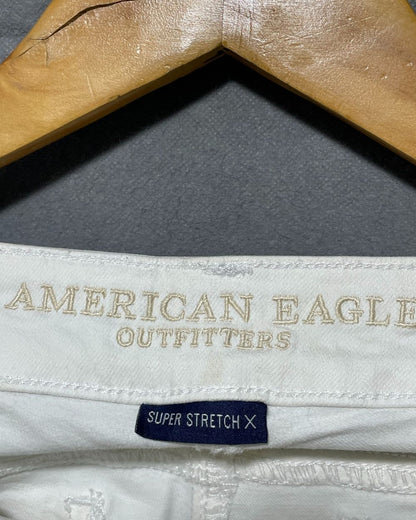 AMERICAN EAGLE
OUTFITTERS
SUPER STRETCH X